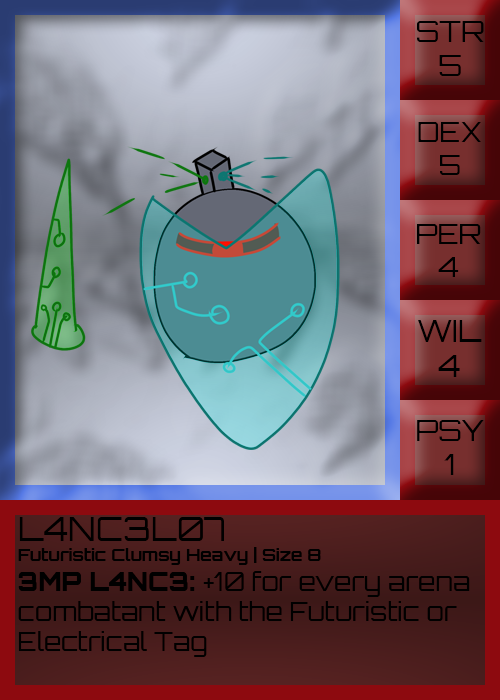 STR
5
DEX
5
PER
4
WIL
4
PSY
1
L4NC3L07
Futuristic Clumsy Heavy | Size 8
3MP L4NC3: +10 for every arena
combatant with the Futuristic or
Electrical Tag